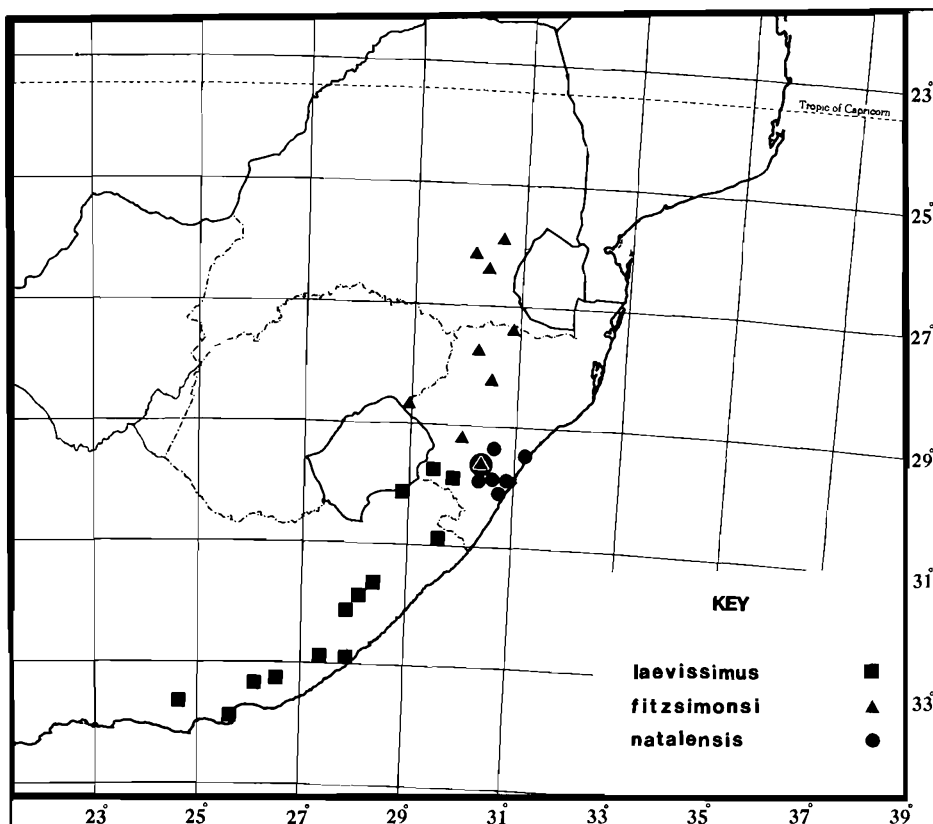 Tropic of Capricorn
23°
25°
27°
29°
31°
33°
KEY
laevissimus
fitzsimonsi
natalensis
23° 25° 27° 29° 31° 33° 35° 37° 39°